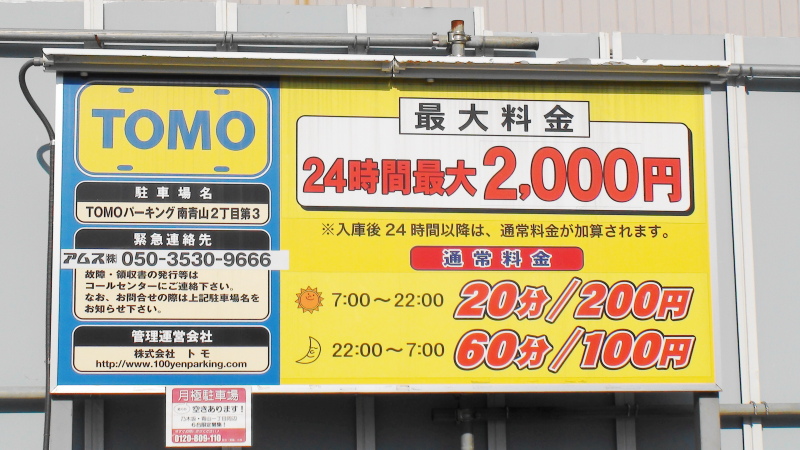 TOMO
駐車場名
TOMOパーキング南青山2丁目第3
緊急連絡先
アムス㈱ 050-3530-9666
故障・領収書の発行等は
コールセンターにご連絡下さい。
なお、お問合せの際は上記駐車場名を
お知らせ下さい。
管理運営会社
株式会社 トモ
http://www.100yenparking.com
最大料金
24時間最大2,000円
※入庫後24時間以降は、通常料金が加算されます。
通常料金
7:00〜22:00 20分/200円
22:00〜7:00 60分/100円
月極駐車場
空きあります!
0120-809-110